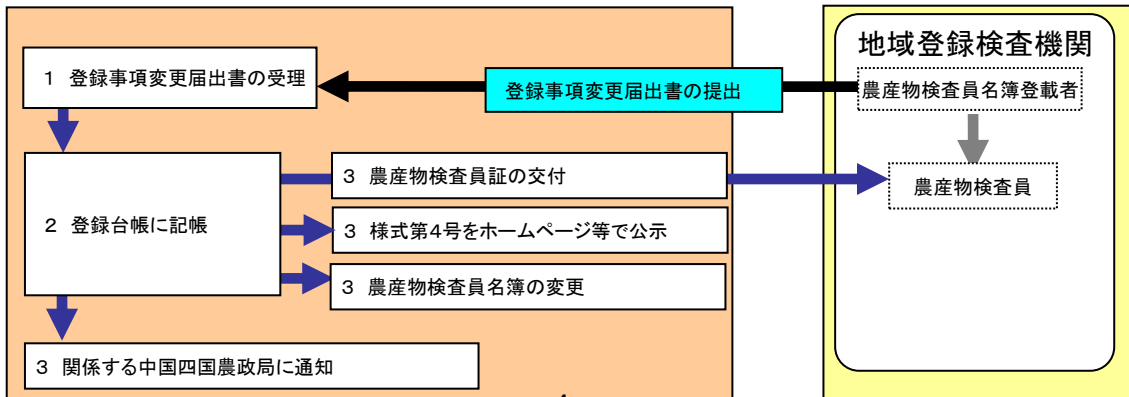 地域登録検査機関
1 登録事項変更届出書の受理
登録事項変更届出書の提出
農産物検査員名簿登載者
3 農産物検査員証の交付
農産物検査員
2 登録台帳に記帳
3 様式第4号をホームページ等で公示
3 農産物検査員名簿の変更
3 関係する中国四国農政局に通知